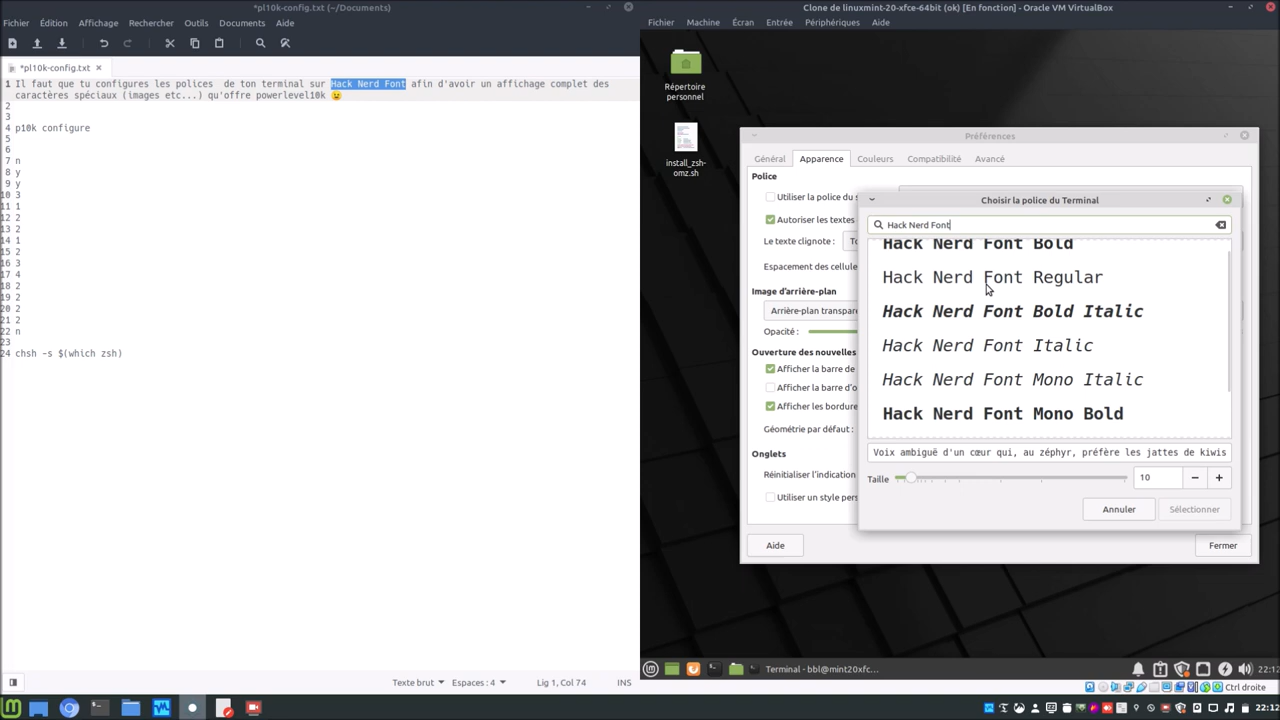 *pl10k-config.txt (~/Documents)
Fichier Édition Affichage Rechercher Outils Documents Aide
*pl10k-config.txt
1 Il faut que tu configures les polices de ton terminal sur Hack Nerd Font afin d'avoir un affichage complet des
caractères spéciaux (images etc...) qu'offre powerlevel10k 😉
2
3
4 p10k configure
5
6
7 n
8 y
9 y
10 3
11 1
12 2
13 2
14 1
15 2
16 3
17 4
18 2
19 2
20 2
21 2
22 n
23
24 chsh -s $(which zsh)
Texte brut Espaces : 4 Lig 1, Col 74 INS
Clone de linuxmint-20-xfce-64bit (ok) [En fonction] - Oracle VM VirtualBox
Fichier Machine Écran Entrée Périphériques Aide
Répertoire
personnel
install_zsh-
omz.sh
Préférences
Général Apparence Couleurs Compatibilité Avancé
Police
Utiliser la police du s
Autoriser les textes
Le texte clignote : To
Espacement des cellule
Image d'arrière-plan
Arrière-plan transpare
Opacité :
Ouverture des nouvelles
Afficher la barre de
Afficher la barre d'o
Afficher les bordure
Géométrie par défaut :
Onglets
Réinitialiser l'indication
Utiliser un style pers
Aide
Fermer
Choisir la police du Terminal
Hack Nerd Font
Hack Nerd Font Bold
Hack Nerd Font Regular
Hack Nerd Font Bold Italic
Hack Nerd Font Italic
Hack Nerd Font Mono Italic
Hack Nerd Font Mono Bold
Voix ambiguë d'un cœur qui, au zéphyr, préfère les jattes de kiwis
Taille 10
Annuler Sélectionner
Terminal - bbl@mint20xfc...
22:12
Ctrl droite
22:12